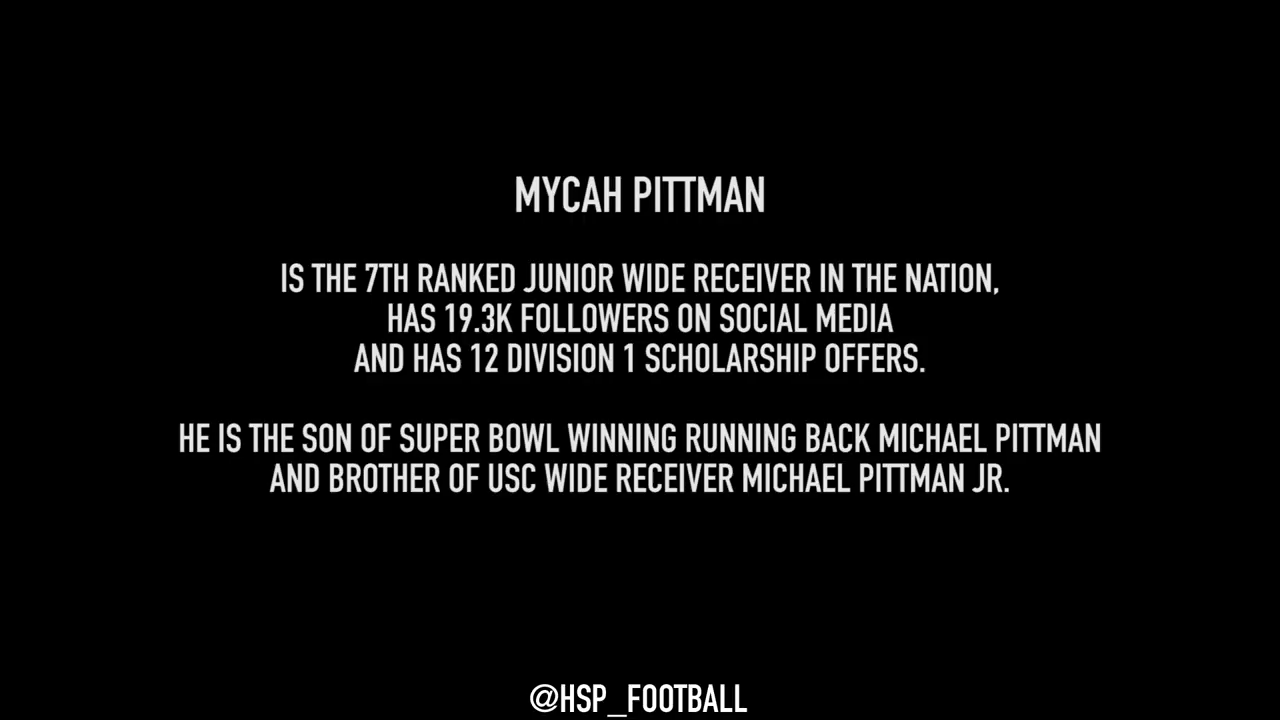 MYCAH PITTMAN
IS THE 7TH RANKED JUNIOR WIDE RECEIVER IN THE NATION,
HAS 19.3K FOLLOWERS ON SOCIAL MEDIA
AND HAS 12 DIVISION 1 SCHOLARSHIP OFFERS.
HE IS THE SON OF SUPER BOWL WINNING RUNNING BACK MICHAEL PITTMAN
AND BROTHER OF USC WIDE RECEIVER MICHAEL PITTMAN JR.
@HSP_FOOTBALL